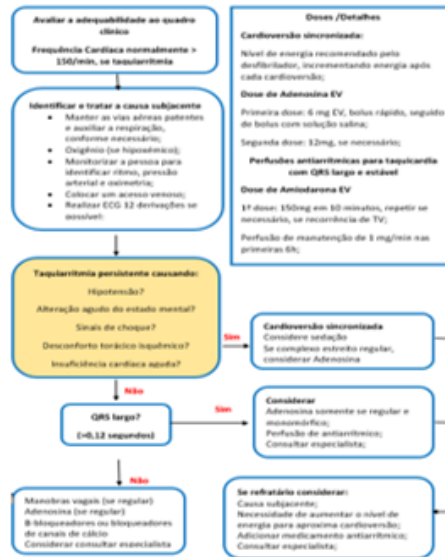 Avaliar a adequabilidade ao quadro
clínico
Frequência Cardíaca normalmente >
150/min, se taquiarritmia
Identificar e tratar a causa subjacente
• Manter as vias aéreas patentes
e auxiliar a respiração,
conforme necessário;
• Oxigénio (se hipoxémico);
• Monitorizar a pessoa para
identificar ritmo, pressão
arterial e oximetria;
• Colocar um acesso venoso;
• Realizar ECG 12 derivações se
possível;
Taquiarritmia persistente causando:
Hipotensão?
Alteração agudo do estado mental?
Sinais de choque?
Desconforto torácico isquêmico?
Insuficiência cardíaca aguda?
Sim
Não
QRS largo?
(>0,12 segundos)
Sim
Não
Manobras vagais (se regular)
Adenosina (se regular)
B-bloqueadores ou bloqueadores
de canais de cálcio
Considerar consultar especialista
Doses /Detalhes
Cardioversão sincronizada:
Nível de energia recomendado pelo
desfibrilador, incrementando energia após
cada cardioversão;
Dose de Adenosina EV
Primeira dose: 6 mg EV, bolus rápido, seguido
de bolus com solução salina;
Segunda dose: 12mg, se necessário;
Perfusões antiarrítmicas para taquicardia
com QRS largo e estável
Dose de Amiodarona EV
1ª dose: 150mg em 10 minutos, repetir se
necessário, se recorrência de TV;
Perfusão de manutenção de 1 mg/min nas
primeiras 6h;
Cardioversão sincronizada
Considere sedação
Se complexo estreito regular,
considerar Adenosina
Considerar
Adenosina somente se regular e
monomórfico;
Perfusão de antiarrítmico;
Consultar especialista;
Se refratário considerar:
Causa subjacente;
Necessidade de aumentar o nível de
energia para aproxima cardioversão;
Adicionar medicamento antiarrítmico;
Consultar especialista;